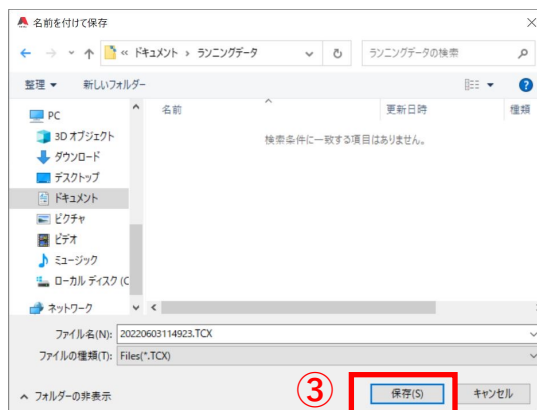 名前を付けて保存
« ドキュメント › ランニングデータ
ランニングデータの検索
整理
新しいフォルダー
名前
更新日時
種類
検索条件に一致する項目はありません。
PC
3D オブジェクト
ダウンロード
デスクトップ
ドキュメント
ピクチャ
ビデオ
ミュージック
ローカル ディスク (C
ネットワーク
ファイル名(N): 20220603114923.TCX
ファイルの種類(T): Files(*.TCX)
フォルダーの非表示
③
保存(S)
キャンセル